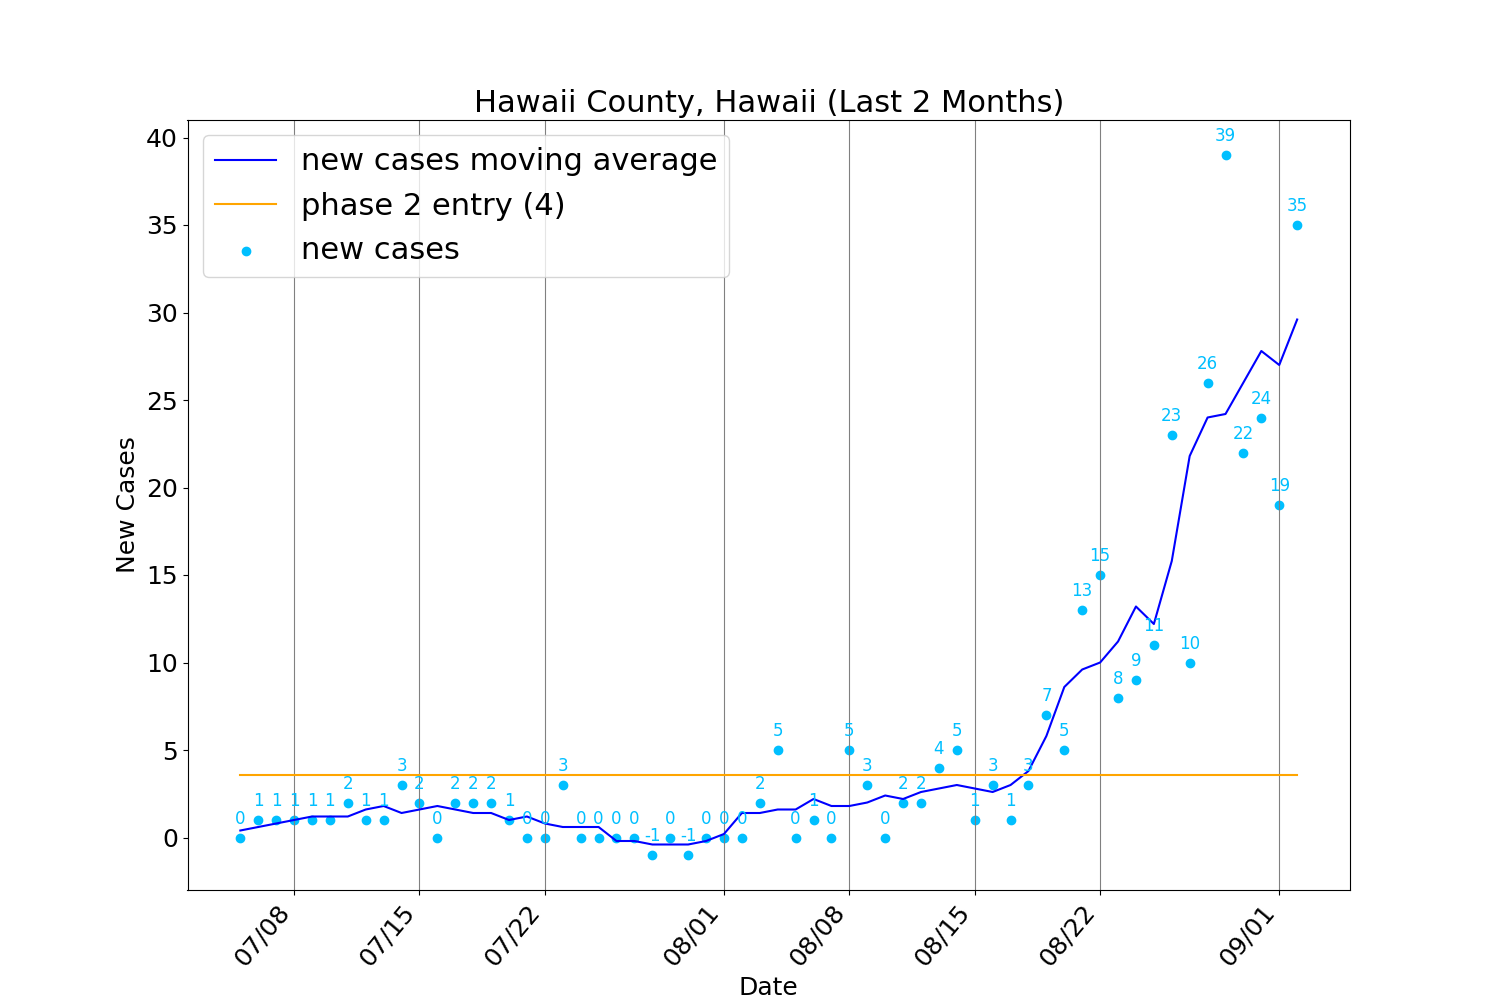 Hawaii County, Hawaii (Last 2 Months)
new cases moving average
phase 2 entry (4)
new cases
New Cases
40
35
30
25
20
15
10
5
0
0 1 1 1 1 1 2 1 1 3 2 0 2 2 2 1 0 0 3 0 0 0 0 -1 0 -1 0 0 0 2 5 0 1 0 5 3 0 2 2 4 5 1 3 1 3 7 5 13 15 8 9 11 23 10 26 39 22 24 19 35
07/08 07/15 07/22 08/01 08/08 08/15 08/22 09/01
Date